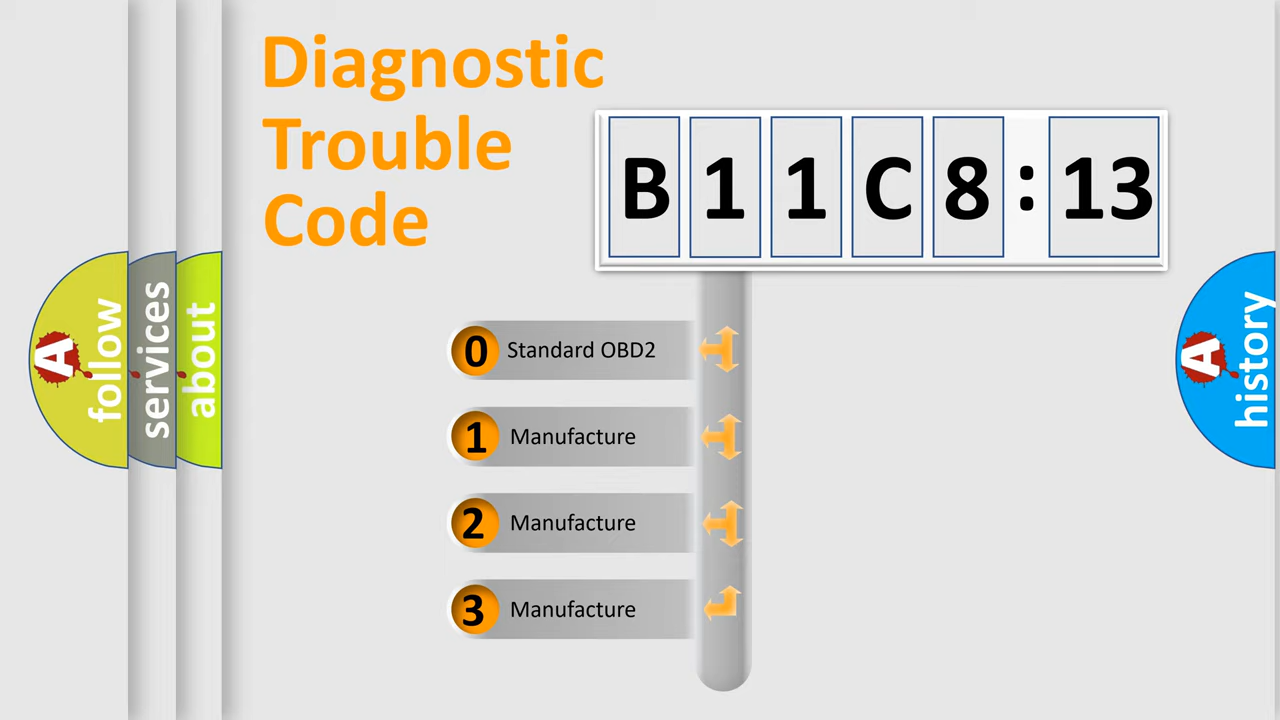 Diagnostic
Trouble
Code
B 1 1 C 8 : 13
0 Standard OBD2
1 Manufacture
2 Manufacture
3 Manufacture
A follow
services
about
A history